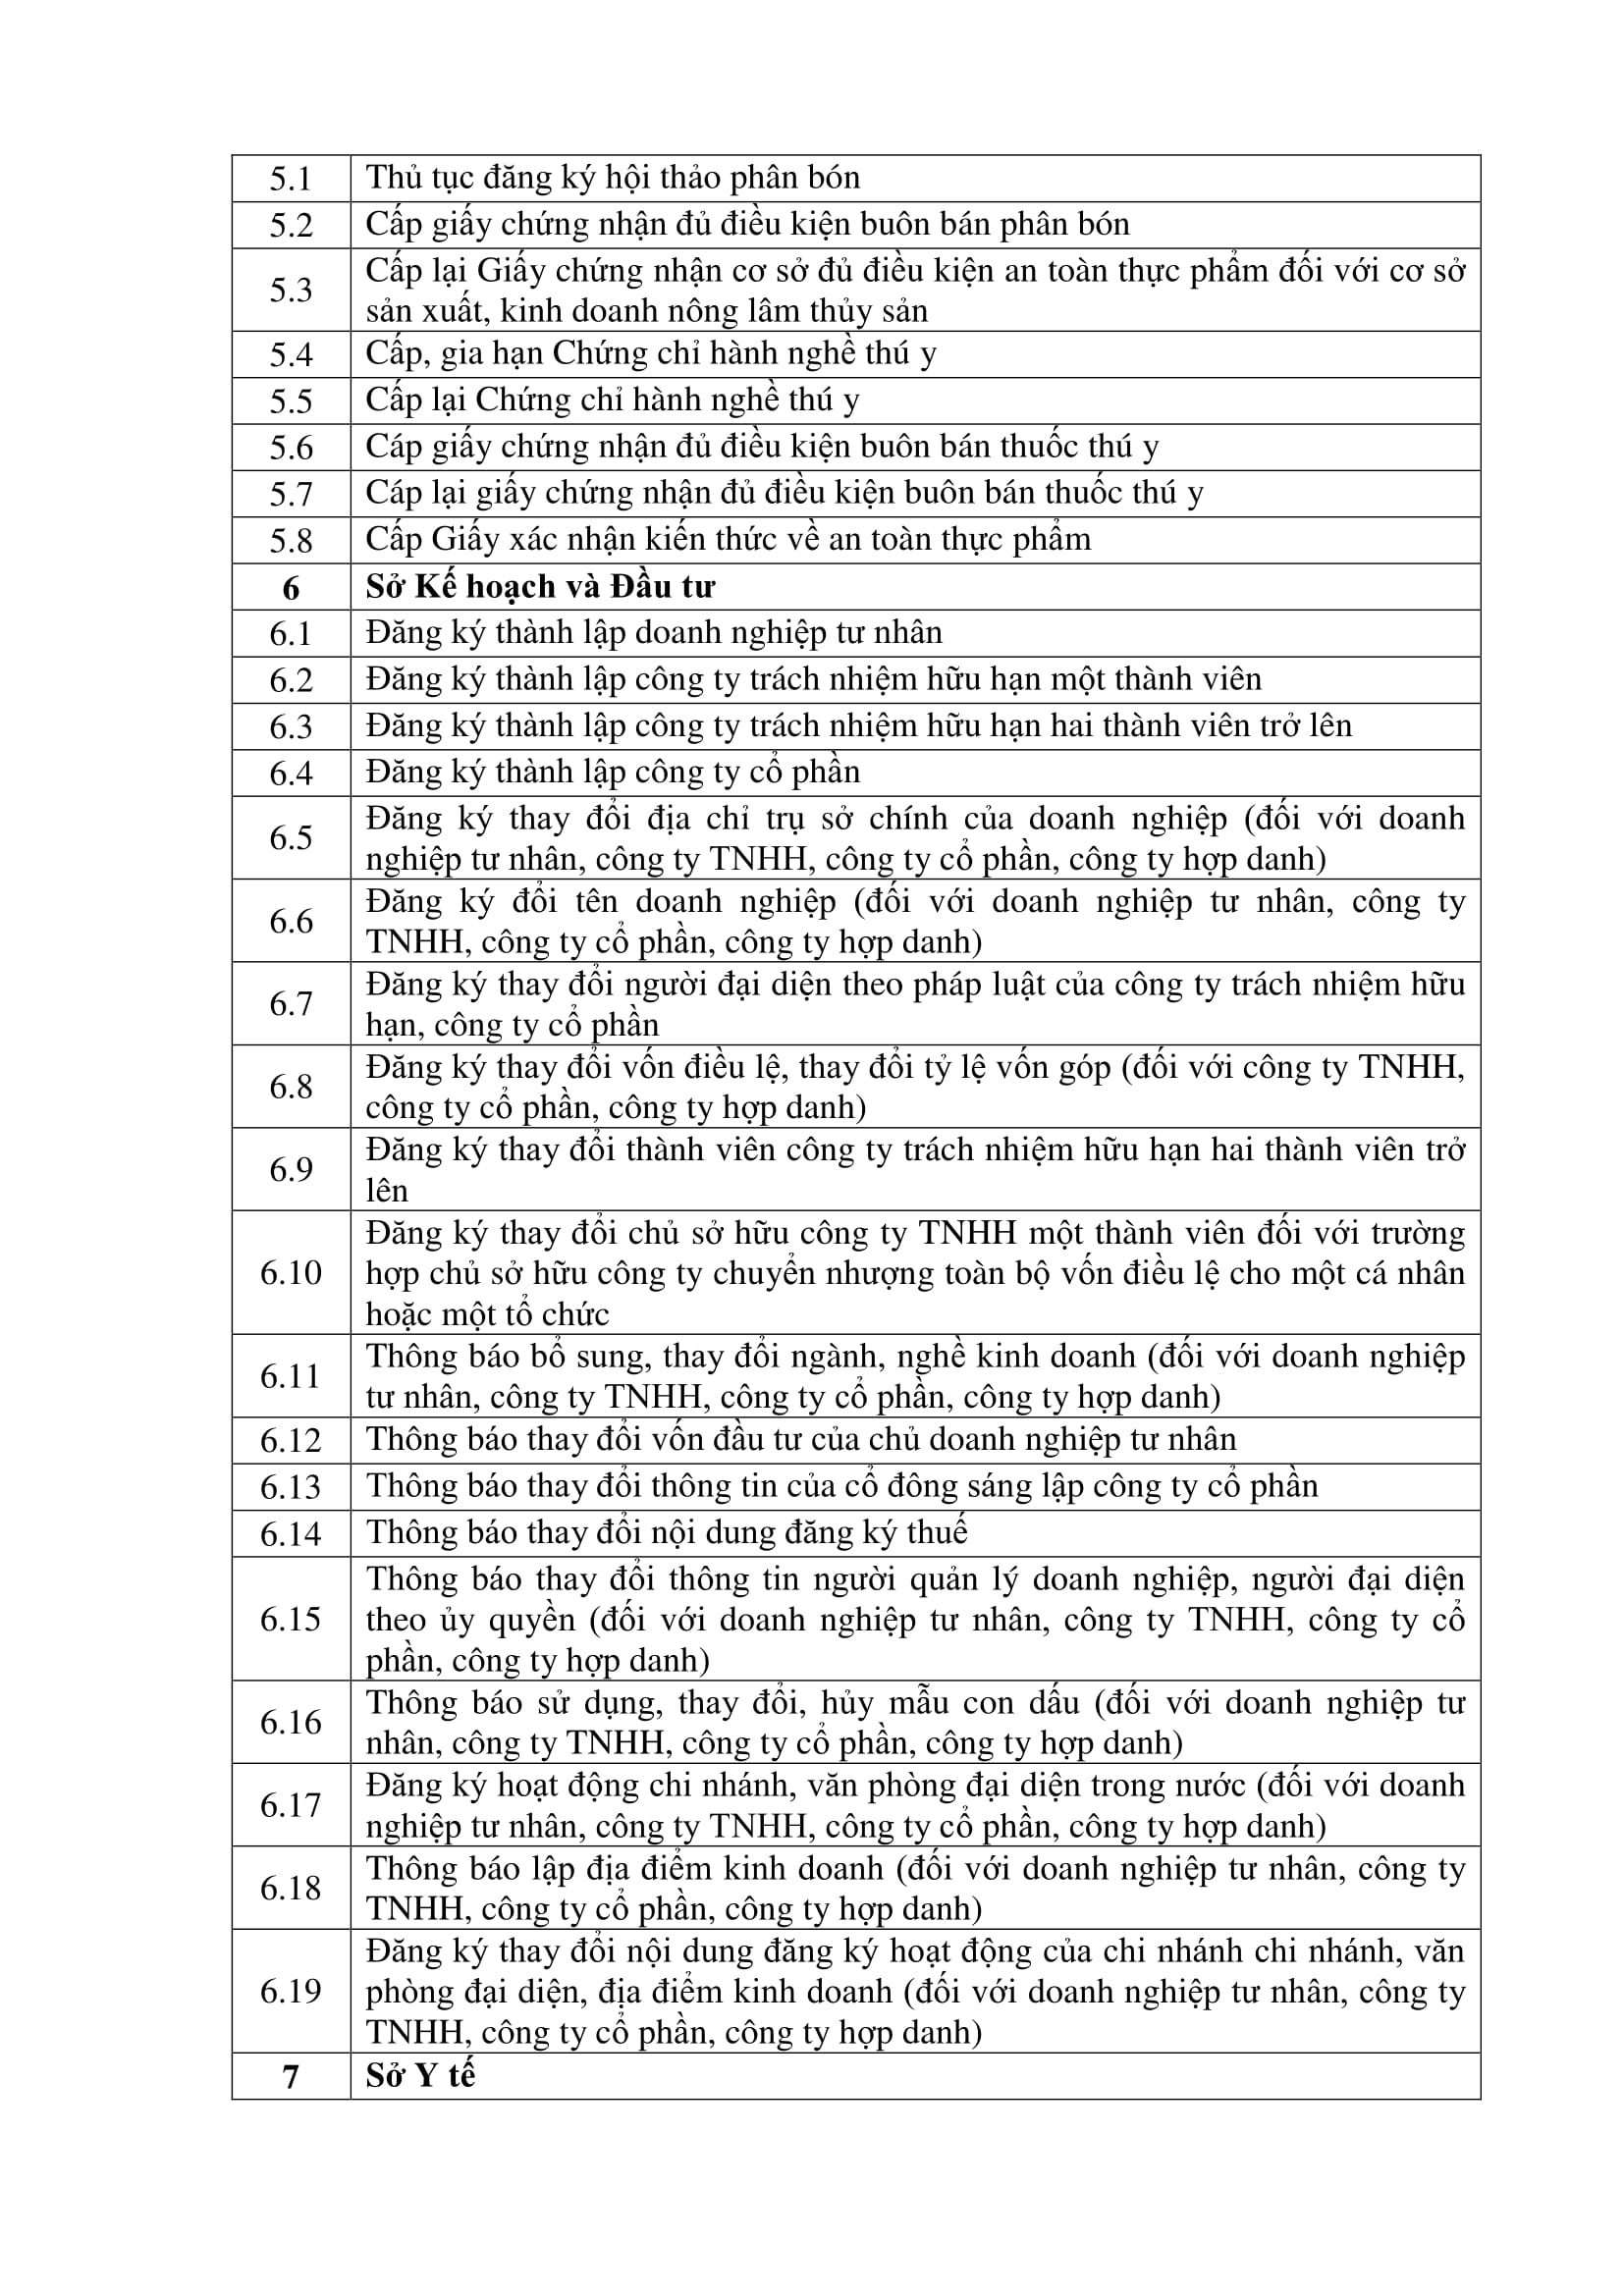 5.1 Thủ tục đăng ký hội thảo phân bón
5.2 Cấp giấy chứng nhận đủ điều kiện buôn bán phân bón
5.3 Cấp lại Giấy chứng nhận cơ sở đủ điều kiện an toàn thực phẩm đối với cơ sở
sản xuất, kinh doanh nông lâm thủy sản
5.4 Cấp, gia hạn Chứng chỉ hành nghề thú y
5.5 Cấp lại Chứng chỉ hành nghề thú y
5.6 Cáp giấy chứng nhận đủ điều kiện buôn bán thuốc thú y
5.7 Cáp lại giấy chứng nhận đủ điều kiện buôn bán thuốc thú y
5.8 Cấp Giấy xác nhận kiến thức về an toàn thực phẩm
6 Sở Kế hoạch và Đầu tư
6.1 Đăng ký thành lập doanh nghiệp tư nhân
6.2 Đăng ký thành lập công ty trách nhiệm hữu hạn một thành viên
6.3 Đăng ký thành lập công ty trách nhiệm hữu hạn hai thành viên trở lên
6.4 Đăng ký thành lập công ty cổ phần
6.5 Đăng ký thay đổi địa chỉ trụ sở chính của doanh nghiệp (đối với doanh
nghiệp tư nhân, công ty TNHH, công ty cổ phần, công ty hợp danh)
6.6 Đăng ký đổi tên doanh nghiệp (đối với doanh nghiệp tư nhân, công ty
TNHH, công ty cổ phần, công ty hợp danh)
6.7 Đăng ký thay đổi người đại diện theo pháp luật của công ty trách nhiệm hữu
hạn, công ty cổ phần
6.8 Đăng ký thay đổi vốn điều lệ, thay đổi tỷ lệ vốn góp (đối với công ty TNHH,
công ty cổ phần, công ty hợp danh)
6.9 Đăng ký thay đổi thành viên công ty trách nhiệm hữu hạn hai thành viên trở
lên
6.10 Đăng ký thay đổi chủ sở hữu công ty TNHH một thành viên đối với trường
hợp chủ sở hữu công ty chuyển nhượng toàn bộ vốn điều lệ cho một cá nhân
hoặc một tổ chức
6.11 Thông báo bổ sung, thay đổi ngành, nghề kinh doanh (đối với doanh nghiệp
tư nhân, công ty TNHH, công ty cổ phần, công ty hợp danh)
6.12 Thông báo thay đổi vốn đầu tư của chủ doanh nghiệp tư nhân
6.13 Thông báo thay đổi thông tin của cổ đông sáng lập công ty cổ phần
6.14 Thông báo thay đổi nội dung đăng ký thuế
6.15 Thông báo thay đổi thông tin người quản lý doanh nghiệp, người đại diện
theo ủy quyền (đối với doanh nghiệp tư nhân, công ty TNHH, công ty cổ
phần, công ty hợp danh)
6.16 Thông báo sử dụng, thay đổi, hủy mẫu con dấu (đối với doanh nghiệp tư
nhân, công ty TNHH, công ty cổ phần, công ty hợp danh)
6.17 Đăng ký hoạt động chi nhánh, văn phòng đại diện trong nước (đối với doanh
nghiệp tư nhân, công ty TNHH, công ty cổ phần, công ty hợp danh)
6.18 Thông báo lập địa điểm kinh doanh (đối với doanh nghiệp tư nhân, công ty
TNHH, công ty cổ phần, công ty hợp danh)
6.19 Đăng ký thay đổi nội dung đăng ký hoạt động của chi nhánh chi nhánh, văn
phòng đại diện, địa điểm kinh doanh (đối với doanh nghiệp tư nhân, công ty
TNHH, công ty cổ phần, công ty hợp danh)
7 Sở Y tế